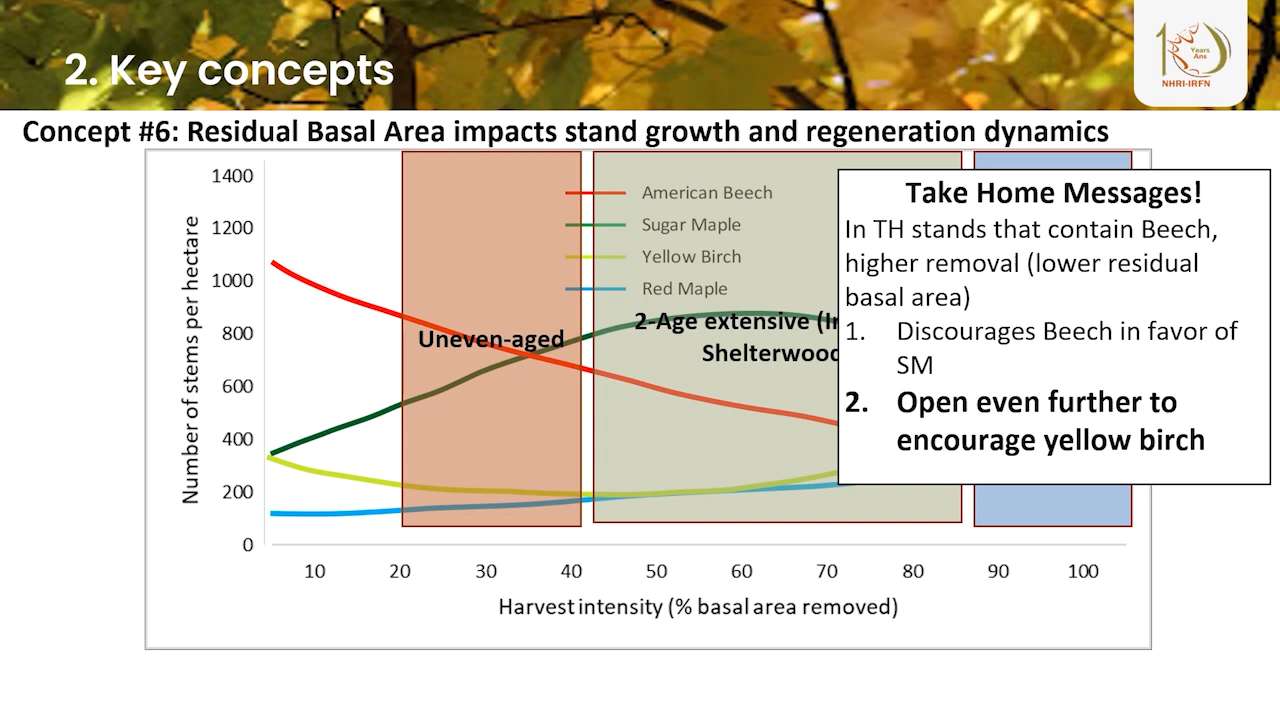 2. Key concepts
Years
Ans
NHRI-IRFN
Concept #6: Residual Basal Area impacts stand growth and regeneration dynamics
Number of stems per hectare
1400
1200
1000
800
600
400
200
0
American Beech
Sugar Maple
Yellow Birch
Red Maple
Uneven-aged
2-Age extensive
Shelterwood
10 20 30 40 50 60 70 80 90 100
Harvest intensity (% basal area removed)
Take Home Messages!
In TH stands that contain Beech,
higher removal (lower residual
basal area)
1. Discourages Beech in favor of
SM
2. Open even further to
encourage yellow birch